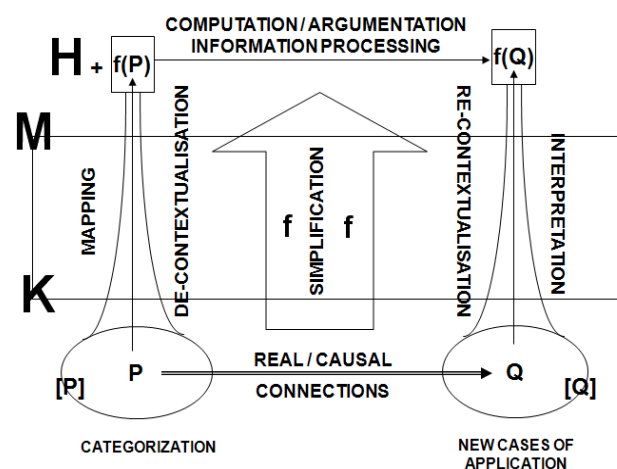 COMPUTATION / ARGUMENTATION
INFORMATION PROCESSING
H + f(P)
f(Q)
M
MAPPING
DE-CONTEXTUALISATION
f SIMPLIFICATION f
RE-CONTEXTUALISATION
INTERPRETATION
K
REAL / CAUSAL
CONNECTIONS
[P] P
Q [Q]
CATEGORIZATION
NEW CASES OF
APPLICATION